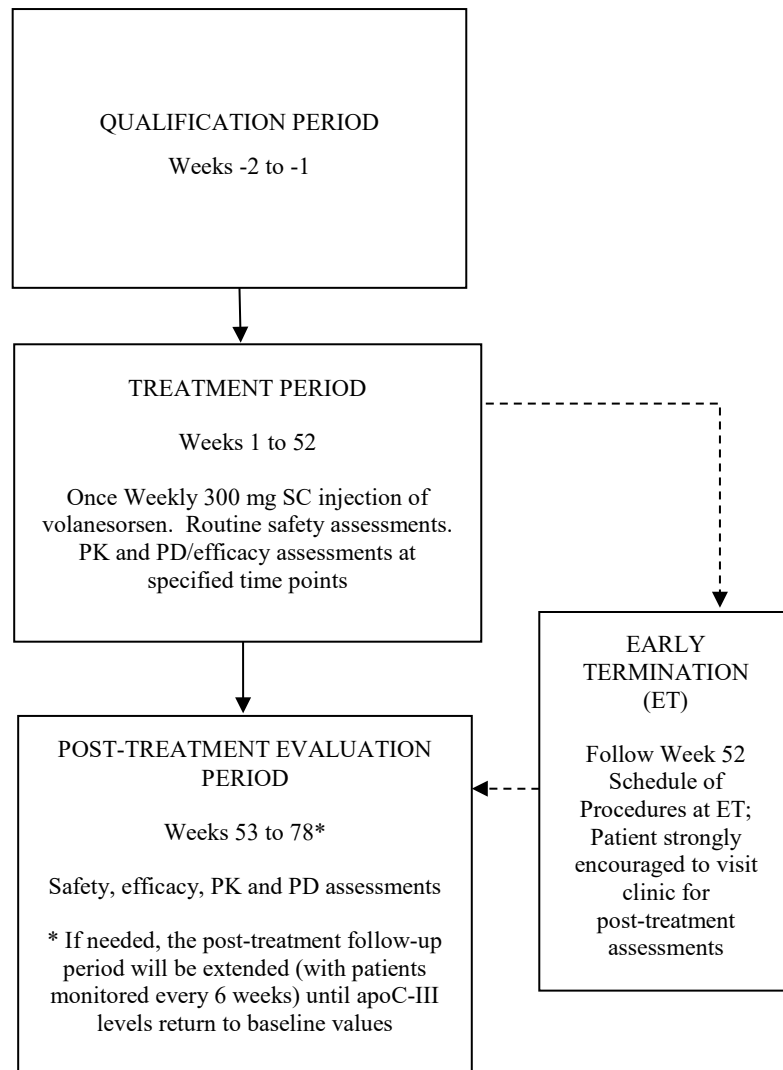 QUALIFICATION PERIOD
Weeks -2 to -1
TREATMENT PERIOD
Weeks 1 to 52
Once Weekly 300 mg SC injection of
volanesorsen.  Routine safety assessments.
PK and PD/efficacy assessments at
specified time points
EARLY
TERMINATION
(ET)
Follow Week 52
Schedule of
Procedures at ET;
Patient strongly
encouraged to visit
clinic for
post-treatment
assessments
POST-TREATMENT EVALUATION
PERIOD
Weeks 53 to 78*
Safety, efficacy, PK and PD assessments
* If needed, the post-treatment follow-up
period will be extended (with patients
monitored every 6 weeks) until apoC-III
levels return to baseline values